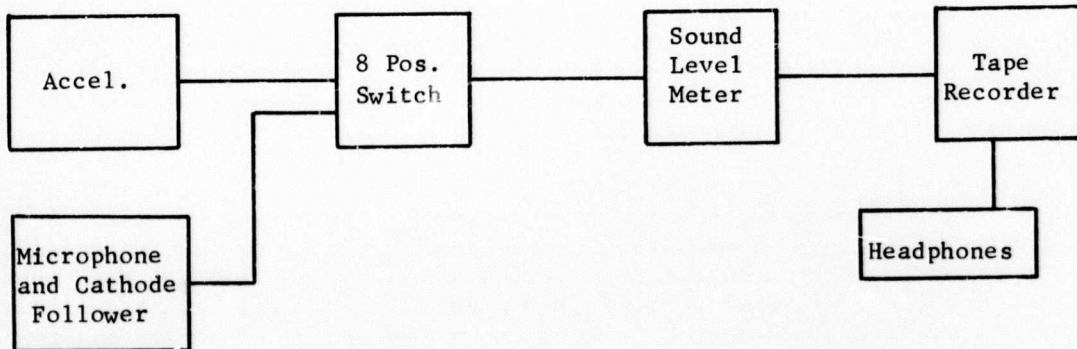 Accel.
8 Pos.
Switch
Sound
Level
Meter
Tape
Recorder
Microphone
and Cathode
Follower
Headphones